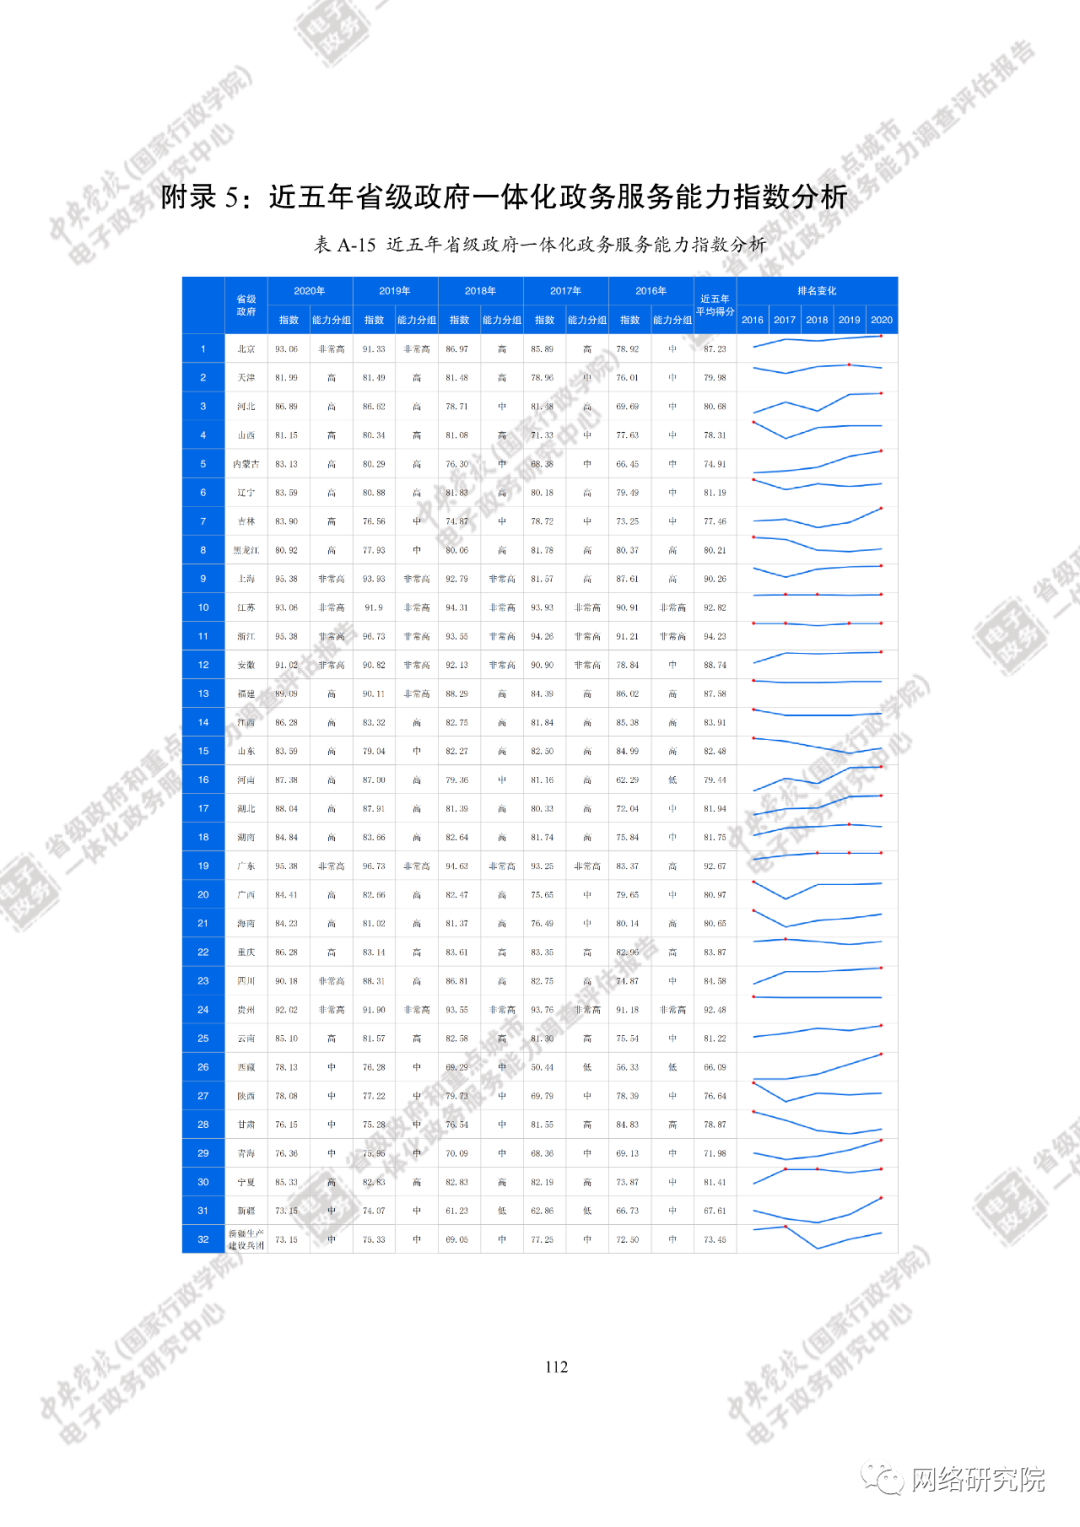 附录 5：近五年省级政府一体化政务服务能力指数分析
表 A-15 近五年省级政府一体化政务服务能力指数分析
省级政府 2020年 2019年 2018年 2017年 2016年 近五年平均得分 排名变化
指数 能力分组 指数 能力分组 指数 能力分组 指数 能力分组 指数 能力分组 2016 2017 2018 2019 2020
1 北京 93.06 非常高 91.33 非常高 86.97 高 85.89 高 78.92 中 87.23
2 天津 81.99 高 81.49 高 81.48 高 78.96 中 76.01 中 79.98
3 河北 86.89 高 86.62 高 78.71 中 81.48 高 69.69 中 80.68
4 山西 81.15 高 80.34 高 81.08 高 71.33 中 77.63 中 78.31
5 内蒙古 83.13 高 80.29 高 76.30 中 68.38 中 66.45 中 74.91
6 辽宁 83.59 高 80.88 高 81.83 高 80.18 高 79.49 中 81.19
7 吉林 83.90 高 76.56 中 74.87 中 78.72 中 73.25 中 77.46
8 黑龙江 80.92 高 77.93 中 80.06 高 81.78 高 80.37 高 80.21
9 上海 95.38 非常高 93.93 非常高 92.79 非常高 81.57 高 87.61 高 90.26
10 江苏 93.08 非常高 91.9 非常高 94.31 非常高 93.93 非常高 90.91 非常高 92.82
11 浙江 95.38 非常高 96.73 非常高 93.55 非常高 94.26 非常高 91.21 非常高 94.23
12 安徽 91.02 非常高 90.82 非常高 92.13 非常高 90.90 非常高 78.84 中 88.74
13 福建 89.09 高 90.11 非常高 88.29 高 84.39 高 86.02 高 87.58
14 江西 86.28 高 83.32 高 82.75 高 81.84 高 85.38 高 83.91
15 山东 83.59 高 79.04 中 82.27 高 82.50 高 84.99 高 82.48
16 河南 87.38 高 87.00 高 79.36 中 81.16 高 62.29 低 79.44
17 湖北 88.04 高 87.91 高 81.39 高 80.33 高 72.04 中 81.94
18 湖南 84.84 高 83.66 高 82.64 高 81.74 高 75.84 中 81.75
19 广东 95.38 非常高 96.73 非常高 94.63 非常高 93.25 非常高 83.37 高 92.67
20 广西 84.41 高 82.66 高 82.47 高 75.65 中 79.65 中 80.97
21 海南 84.23 高 81.02 高 81.37 高 76.49 中 80.14 高 80.65
22 重庆 86.28 高 83.14 高 83.61 高 83.35 高 82.96 高 83.87
23 四川 90.18 非常高 88.31 高 86.81 高 82.75 高 74.87 中 84.58
24 贵州 92.02 非常高 91.90 非常高 93.55 非常高 93.76 非常高 91.18 非常高 92.48
25 云南 85.10 高 81.57 高 82.58 高 81.30 高 75.54 中 81.22
26 西藏 78.13 中 76.28 中 69.29 中 50.44 低 56.33 低 66.09
27 陕西 78.08 中 77.22 中 79.73 中 69.79 中 78.39 中 76.64
28 甘肃 76.15 中 75.28 中 76.54 中 81.55 高 84.83 高 78.87
29 青海 76.36 中 75.95 中 70.09 中 68.36 中 69.13 中 71.98
30 宁夏 85.33 高 82.83 高 82.83 高 82.19 高 73.87 中 81.41
31 新疆 73.15 中 74.07 中 61.23 低 62.86 低 66.73 中 67.61
32 新疆生产建设兵团 73.15 中 75.33 中 69.05 中 77.25 中 72.50 中 73.45
112
网络研究院